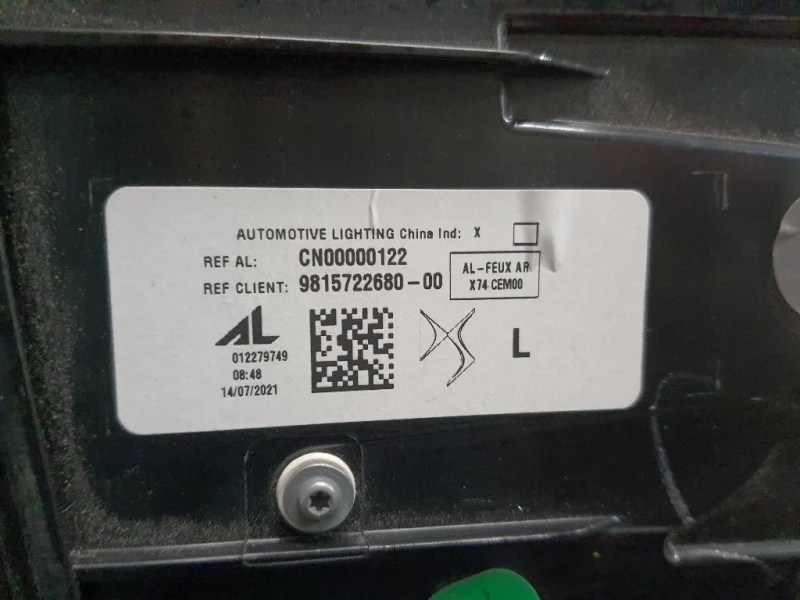 AUTOMOTIVE LIGHTING China Ind: X
REF AL: CN00000122
REF CLIENT: 9815722680-00
AL-FEUX AR
X74 CEM00
AL
012279749
08:48
14/07/2021
L